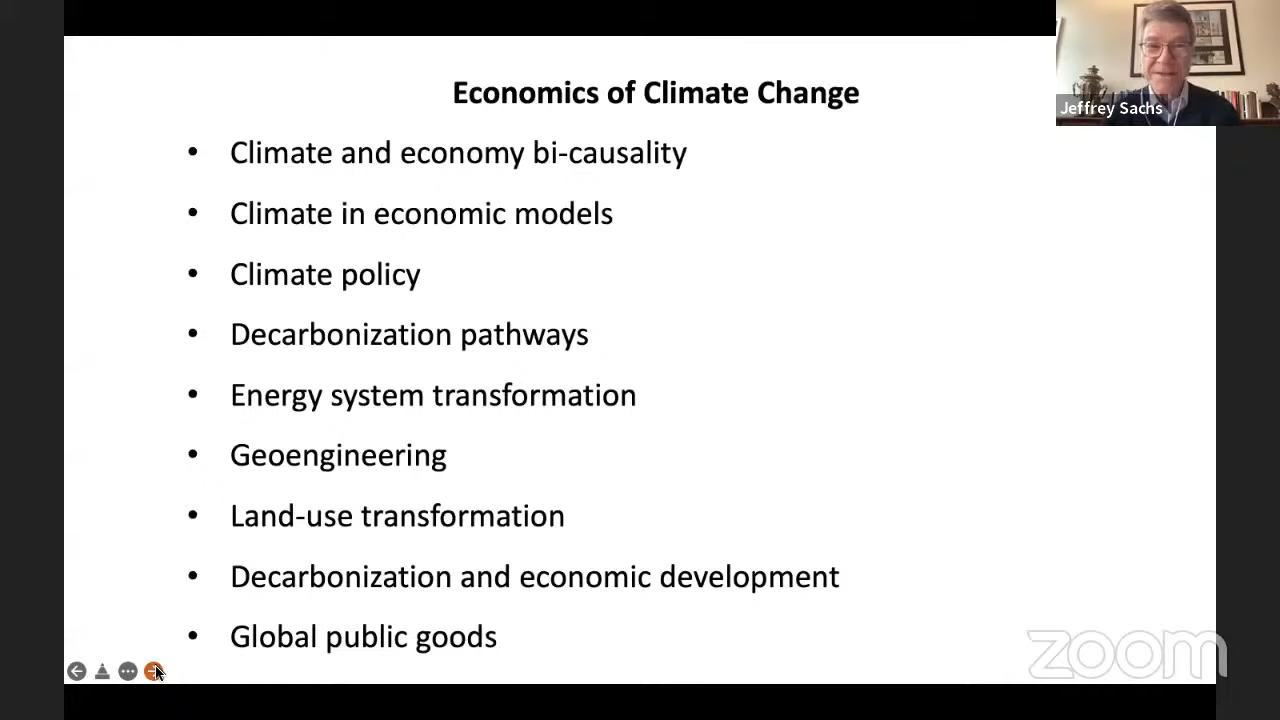 Economics of Climate Change
Jeffrey Sachs
• Climate and economy bi-causality
• Climate in economic models
• Climate policy
• Decarbonization pathways
• Energy system transformation
• Geoengineering
• Land-use transformation
• Decarbonization and economic development
• Global public goods
zoom